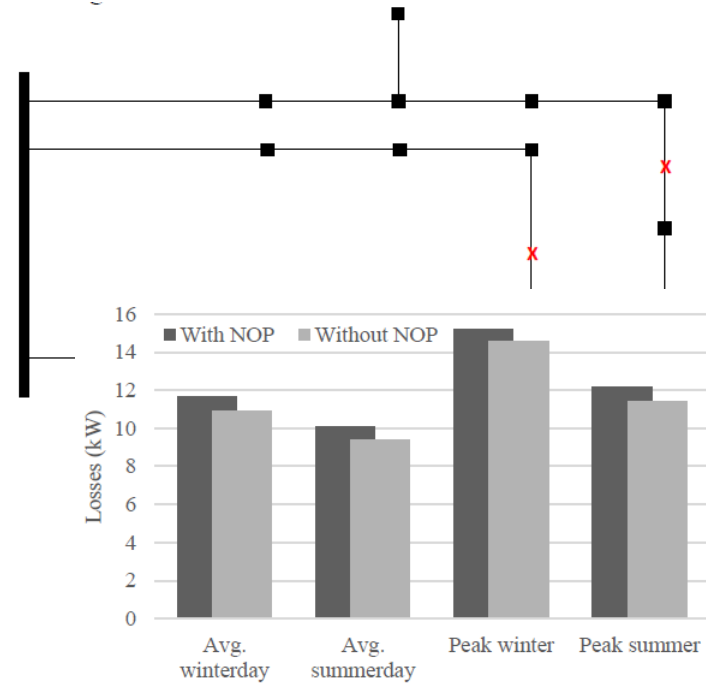 X
X
16
With NOP Without NOP
14
12
10
8
6
4
2
0
Losses (kW)
Avg. winterday
Avg. summerday
Peak winter
Peak summer